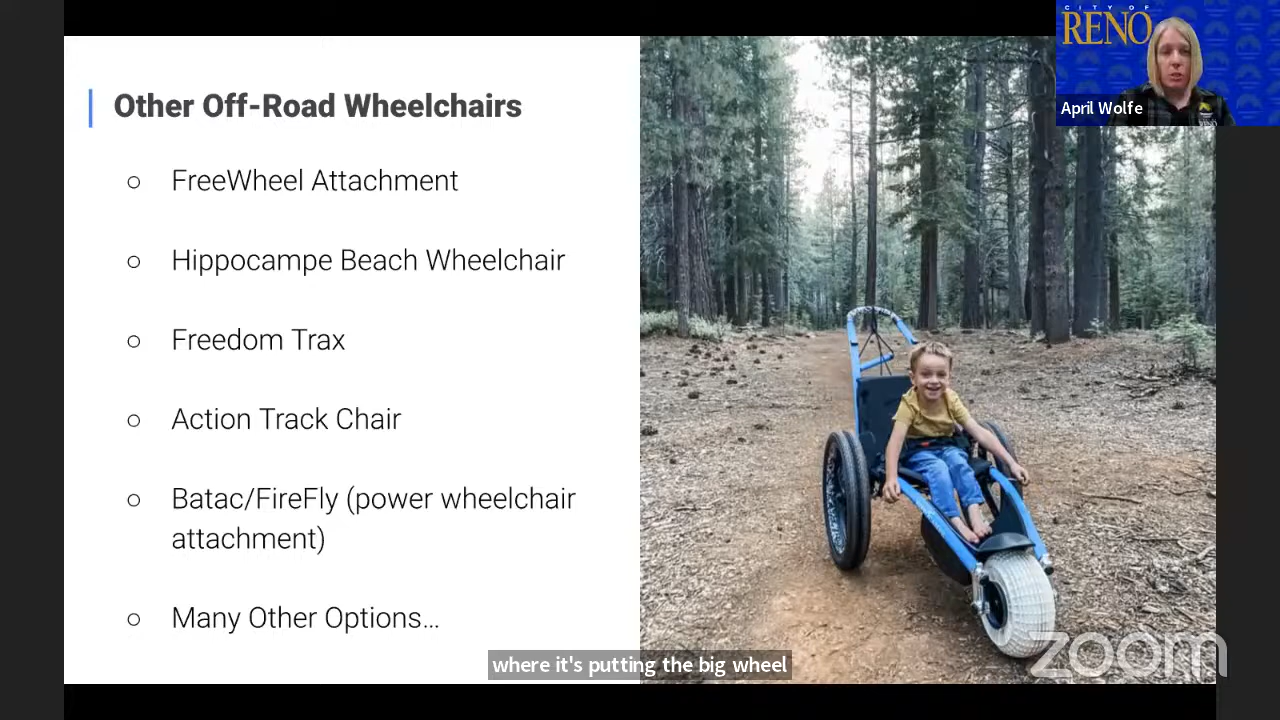 CITY OF
RENO
April Wolfe
Other Off-Road Wheelchairs
○ FreeWheel Attachment
○ Hippocampe Beach Wheelchair
○ Freedom Trax
○ Action Track Chair
○ Batac/FireFly (power wheelchair
attachment)
○ Many Other Options…
where it's putting the big wheel
zoom